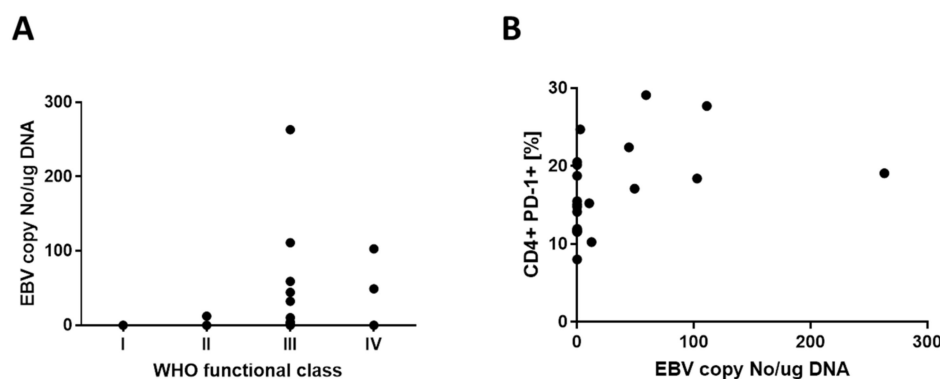 A
EBV copy No/ug DNA
300
200
100
0
I II III IV
WHO functional class
B
CD4+ PD-1+ [%]
30
20
10
0
0 100 200 300
EBV copy No/ug DNA